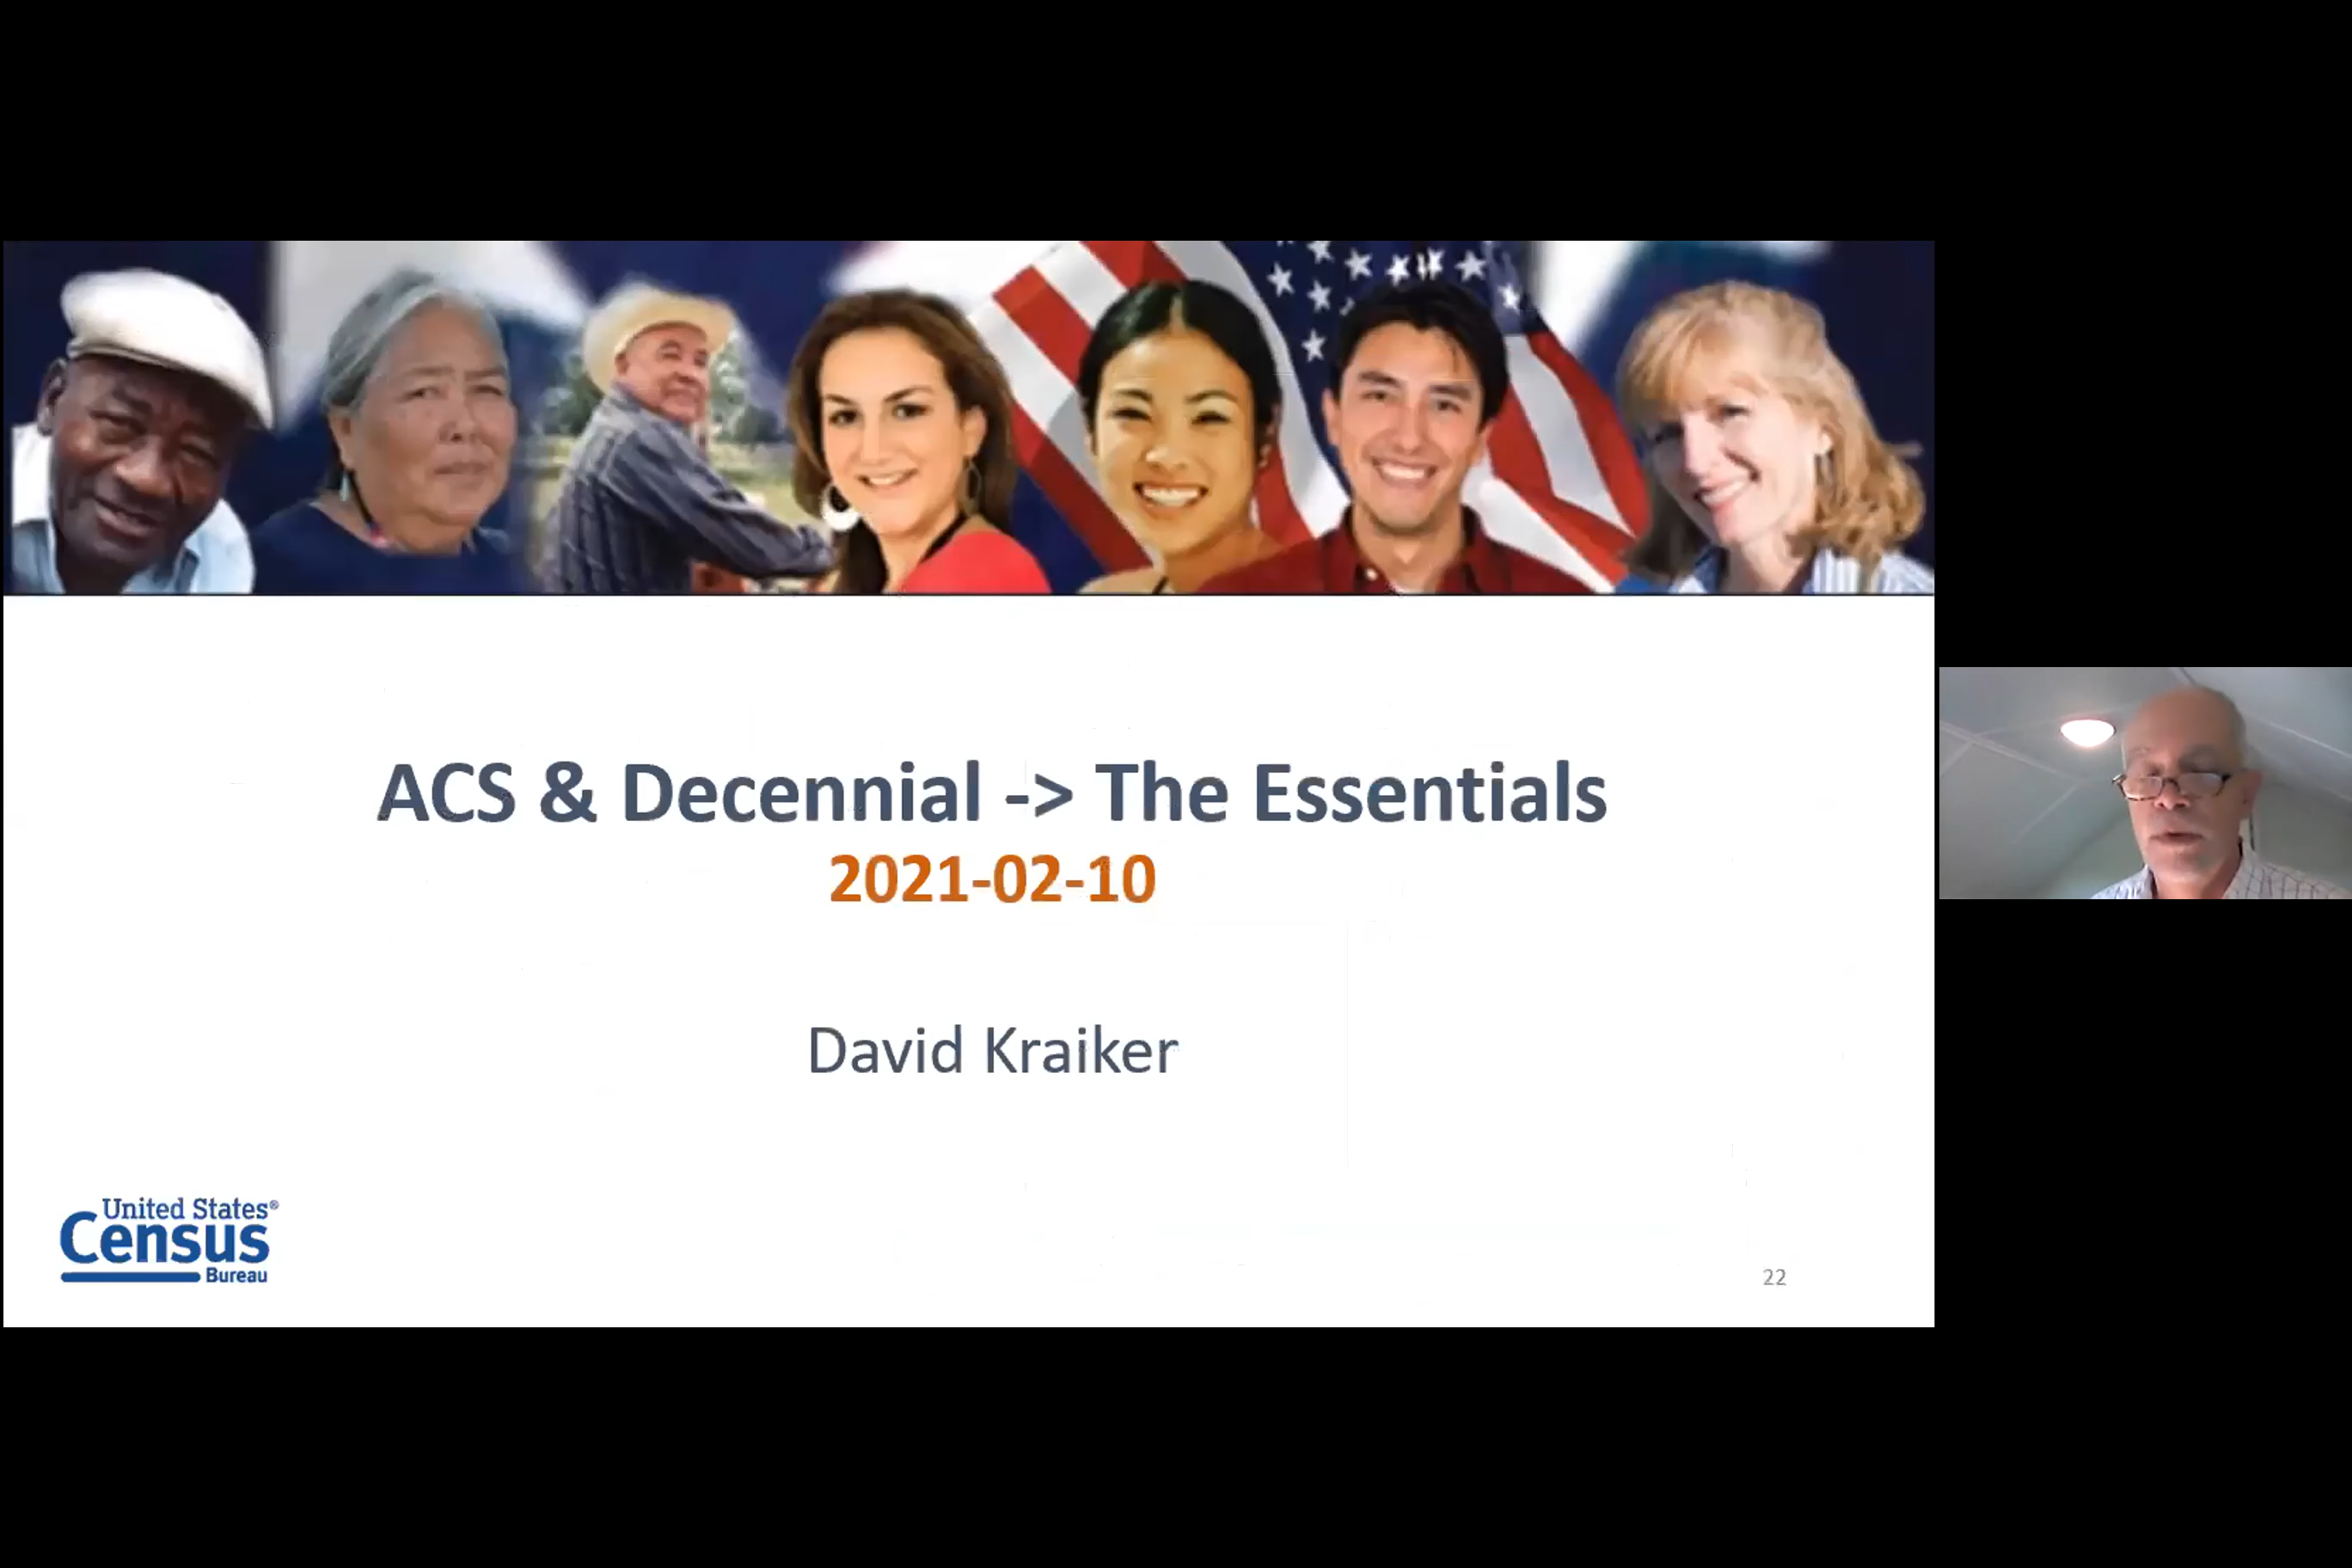 ACS & Decennial -> The Essentials
2021-02-10
David Kraiker
United States®
Census
Bureau
22